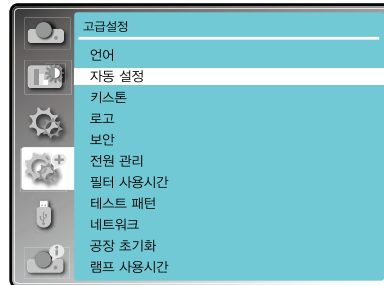 고급설정
언어
자동 설정
키스톤
로고
보안
전원 관리
필터 사용시간
테스트 패턴
네트워크
공장 초기화
램프 사용시간